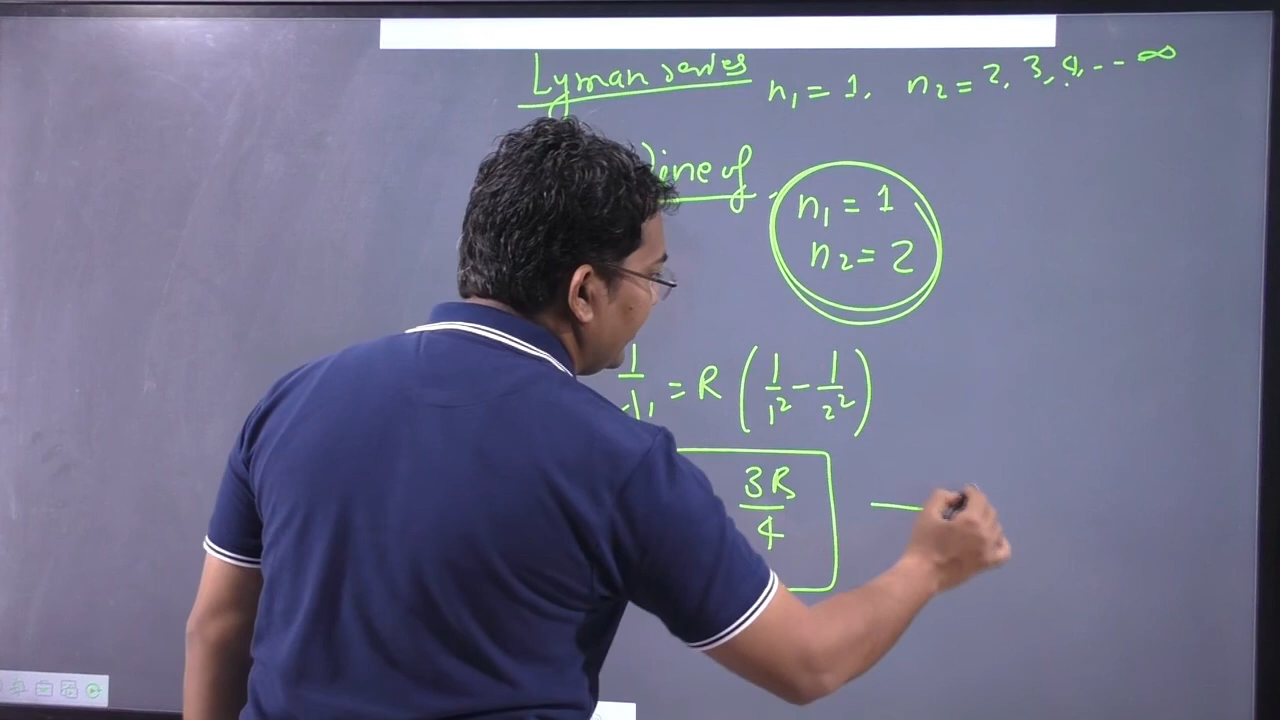 Lyman series n₁ = 1, n₂ = 2, 3, 4, -- ∞
line of
n₁ = 1
n₂ = 2
1/λ₁ = R (1/1² - 1/2²)
3R/4